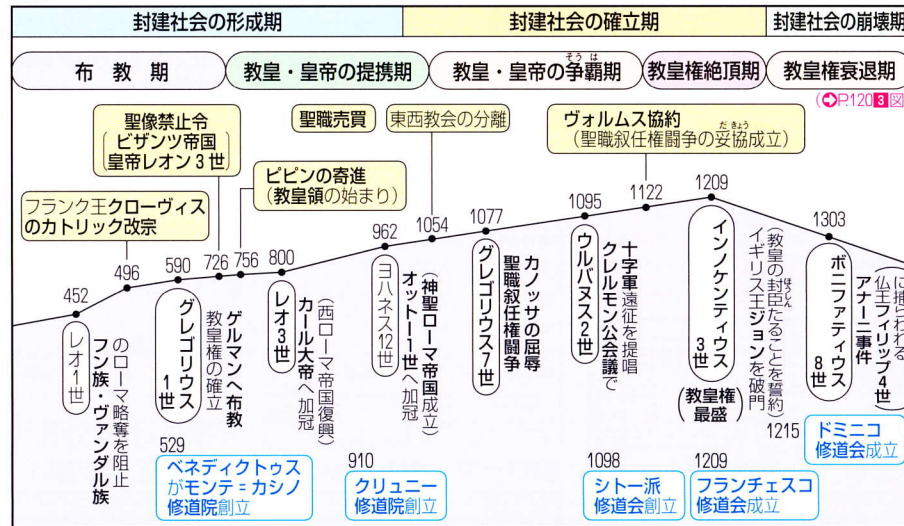 封建社会の形成期
封建社会の確立期
封建社会の崩壊期
布教期
教皇・皇帝の提携期
教皇・皇帝の争覇期
そうは
教皇権絶頂期
教皇権衰退期
(➲P.120 3 図)
聖像禁止令
ビザンツ帝国
皇帝レオン3世
聖職売買
東西教会の分離
ヴォルムス協約
(聖職叙任権闘争の妥協成立)
だきょう
ピピンの寄進
(教皇領の始まり)
フランク王クローヴィス
のカトリック改宗
452
496
590
726
756
800
962
1054
1077
1095
1122
1209
1303
レオ1世
フン族・ヴァンダル族
のローマ略奪を阻止
グレゴリウス
1世
ゲルマンへ布教
教皇権の確立
レオ3世
カール大帝へ加冠
(西ローマ帝国復興)
ヨハネス12世
オットー1世へ加冠
(神聖ローマ帝国成立)
グレゴリウス7世
カノッサの屈辱
聖職叙任権闘争
ウルバヌス2世
クレルモン公会議で
十字軍遠征を提唱
インノケンティウス
3世
(教皇権
最盛)
イギリス王ジョンを破門
(教皇の封臣たることを誓約)
ほうしん
ボニファティウス
8世
アナーニ事件
(仏王フィリップ4世
に捕らわれる
529
ベネディクトゥス
がモンテ=カシノ
修道院創立
910
クリュニー
修道院創立
1098
シトー派
修道会創立
1209
フランチェスコ
修道会成立
1215
ドミニコ
修道会成立